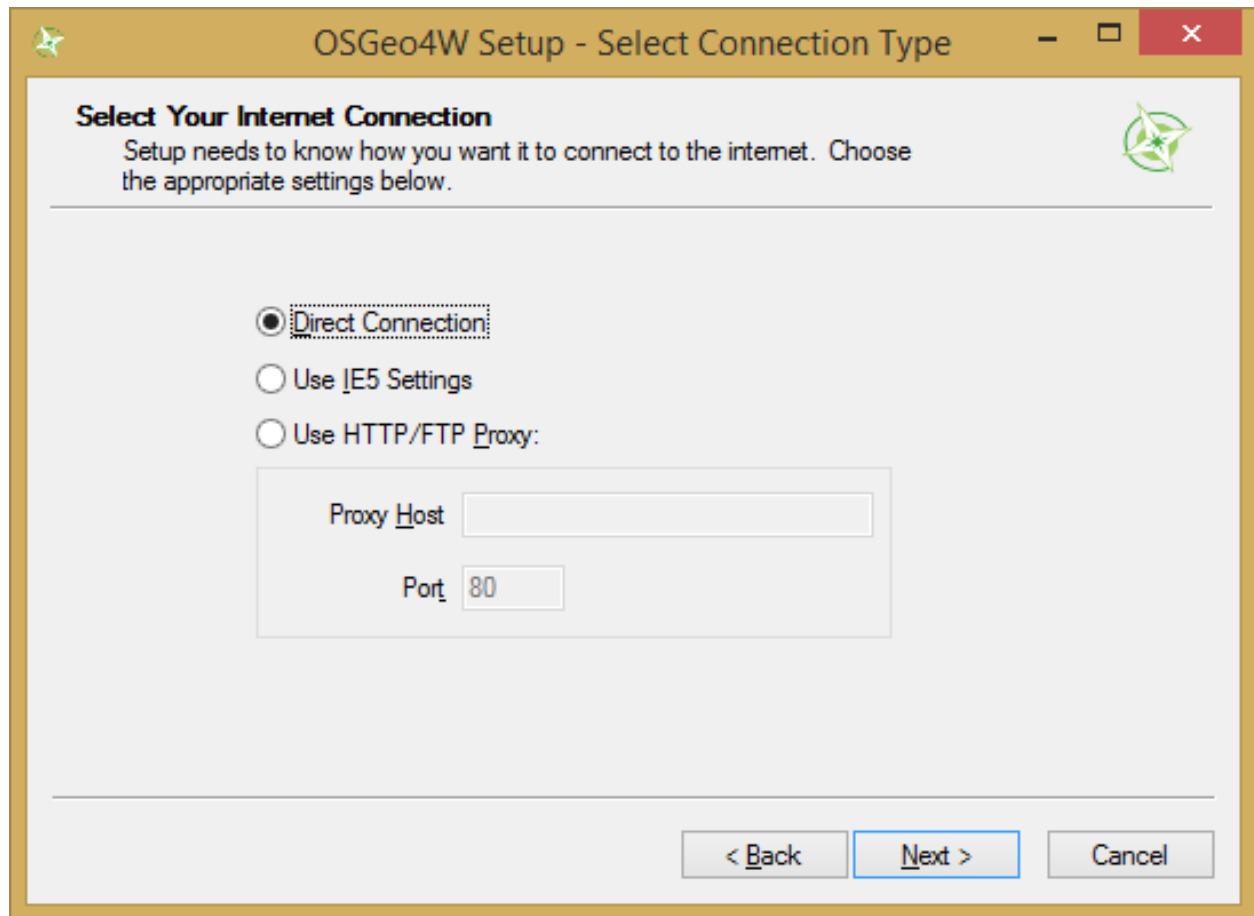 OSGeo4W Setup - Select Connection Type
Select Your Internet Connection
Setup needs to know how you want it to connect to the internet.  Choose
the appropriate settings below.
Direct Connection
Use IE5 Settings
Use HTTP/FTP Proxy:
Proxy Host
Port 80
< Back Next > Cancel